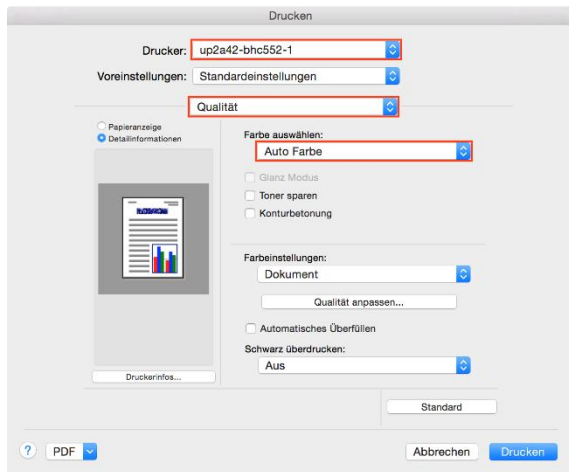 Drucken
Drucker: up2a42-bhc552-1
Voreinstellungen: Standardeinstellungen
Qualität
Papieranzeige
Detailinformationen
Farbe auswählen:
Auto Farbe
Glanz Modus
Toner sparen
Konturbetonung
Farbeinstellungen:
Dokument
Qualität anpassen...
Automatisches Überfüllen
Schwarz überdrucken:
Aus
Druckerinfos...
Standard
? PDF Abbrechen Drucken